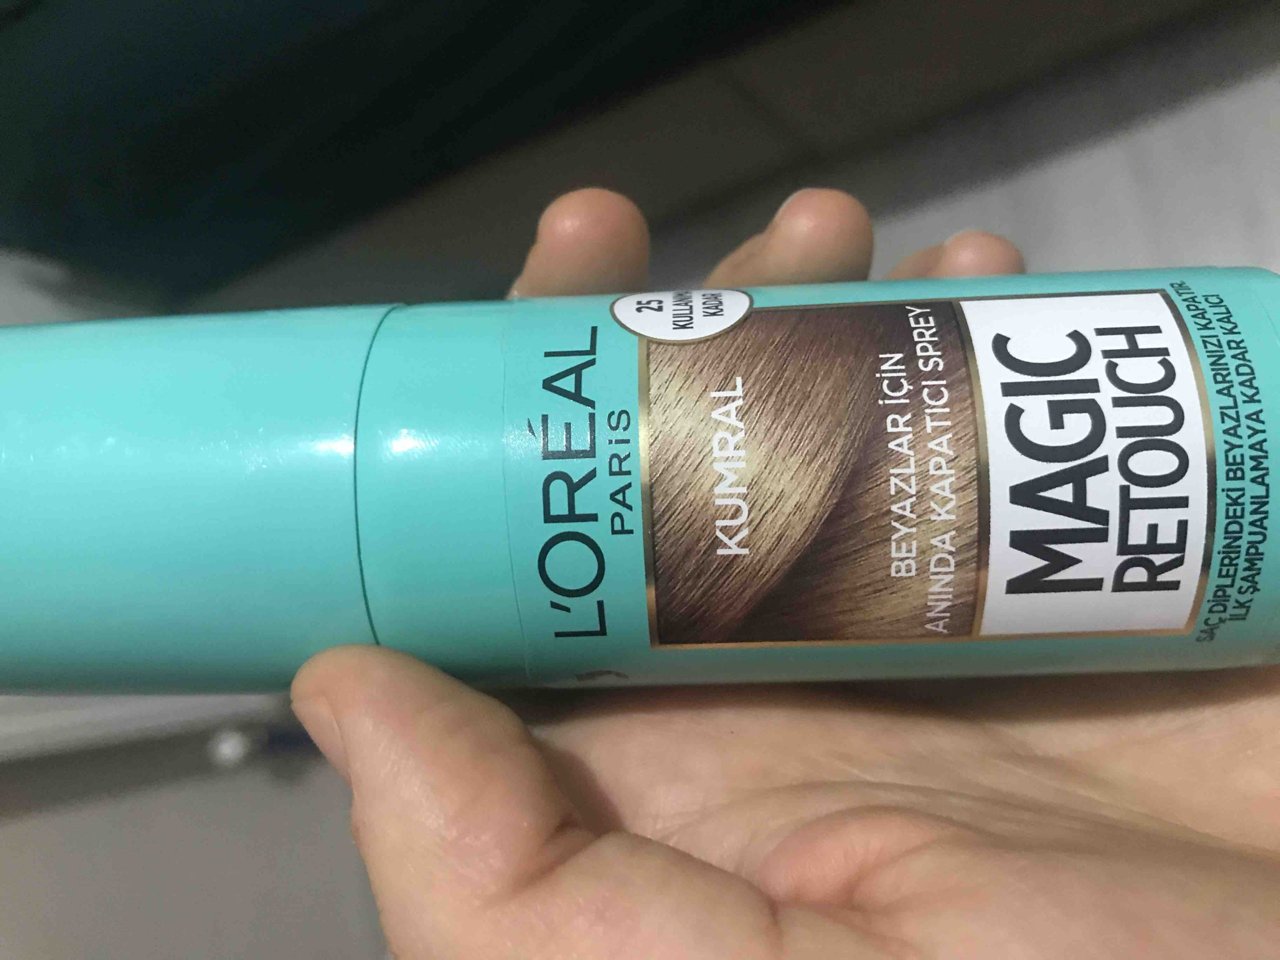 L'ORÉAL
PARiS
25
KULLANIMA
KADAR
KUMRAL
BEYAZLAR İÇİN
ANINDA KAPATICI SPREY
MAGIC
RETOUCH
SAÇ DİPLERİNDEKİ BEYAZLARINIZI KAPATIR
İLK ŞAMPUANLAMAYA KADAR KALICI